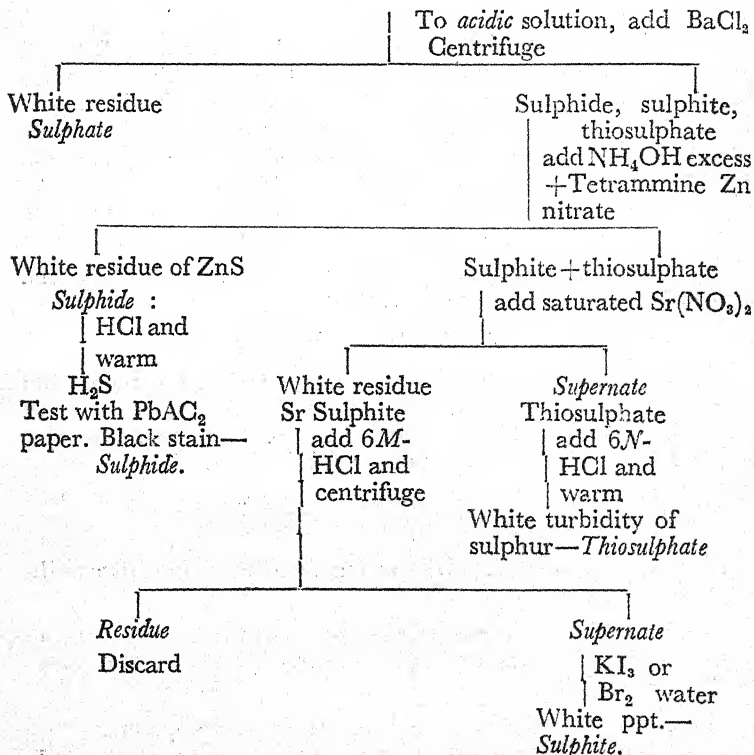 To acidic solution, add BaCl₂
Centrifuge
White residue
Sulphate
Sulphide, sulphite,
thiosulphate
add NH₄OH excess
+Tetrammine Zn
nitrate
White residue of ZnS
Sulphide :
HCl and
warm
H₂S
Test with PbAC₂
paper. Black stain—
Sulphide.
Sulphite+thiosulphate
add saturated Sr(NO₃)₂
White residue
Sr Sulphite
add 6M-
HCl and
centrifuge
Supernate
Thiosulphate
add 6N-
HCl and
warm
White turbidity of
sulphur—Thiosulphate
Residue
Discard
Supernate
KI₃ or
Br₂ water
White ppt.—
Sulphite.